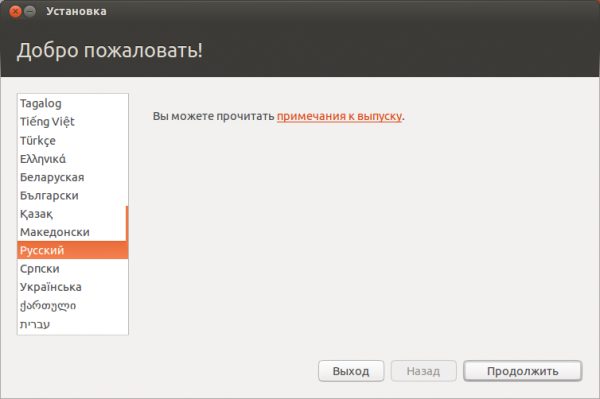 Установка
Добро пожаловать!
Tagalog
Tiếng Việt
Türkçe
Ελληνικά
Беларуская
Български
Қазақ
Македонски
Русский
Српски
Українська
ქართული
עברית
Вы можете прочитать примечания к выпуску.
Выход
Назад
Продолжить